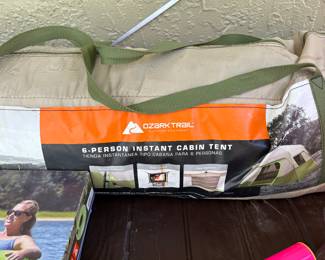 OZARK TRAIL
6-PERSON INSTANT CABIN TENT
TIENDA INSTANTÁNEA TIPO CABAÑA PARA 6 PERSONAS